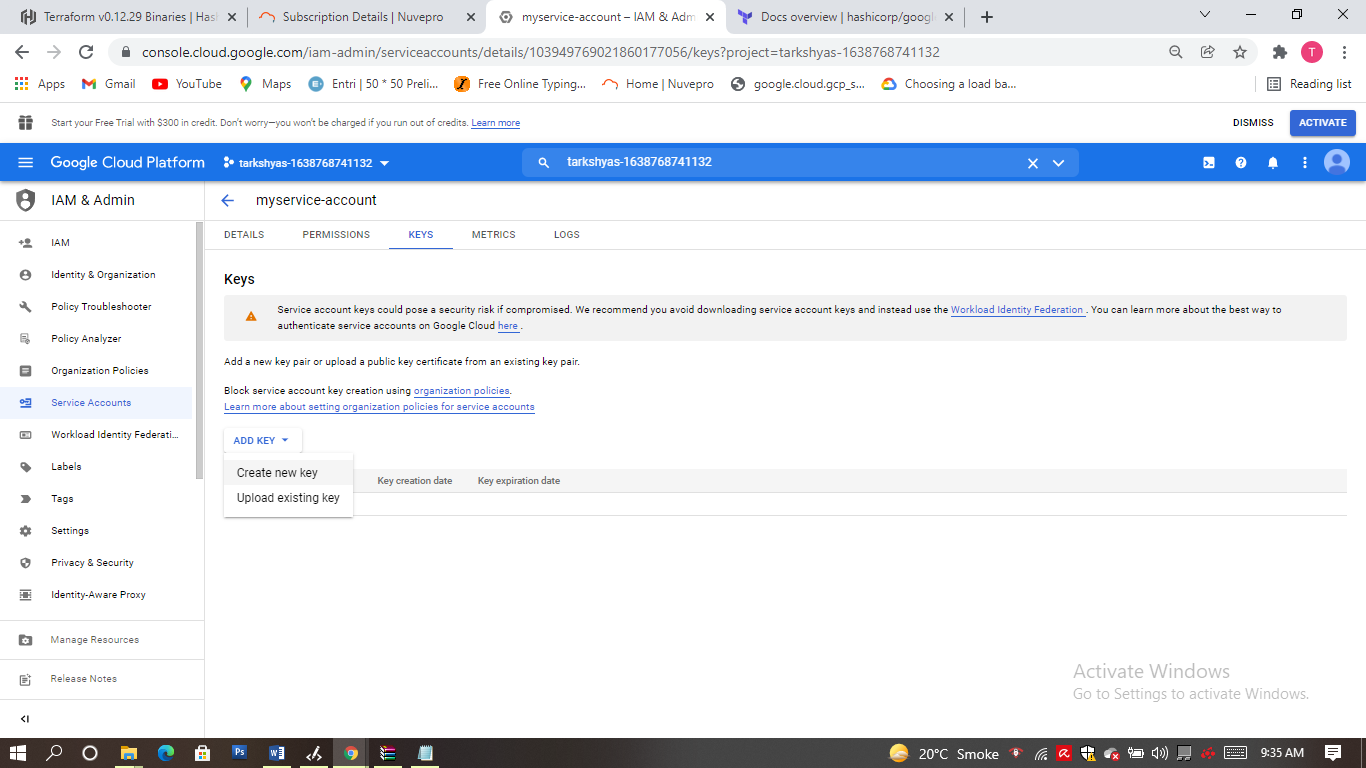 Terraform v0.12.29 Binaries | Has
Subscription Details | Nuvepro
myservice-account – IAM & Adm
Docs overview | hashicorp/googl
console.cloud.google.com/iam-admin/serviceaccounts/details/103949769021860177056/keys?project=tarkshyas-1638768741132
T
Apps
Gmail
YouTube
Maps
Entri | 50 * 50 Preli...
Free Online Typing...
Home | Nuvepro
google.cloud.gcp_s...
Choosing a load ba...
Reading list
Start your Free Trial with $300 in credit. Don't worry—you won't be charged if you run out of credits. Learn more
DISMISS
ACTIVATE
Google Cloud Platform
tarkshyas-1638768741132
tarkshyas-1638768741132
IAM & Admin
myservice-account
DETAILS
PERMISSIONS
KEYS
METRICS
LOGS
IAM
Identity & Organization
Policy Troubleshooter
Policy Analyzer
Organization Policies
Service Accounts
Workload Identity Federati...
Labels
Tags
Settings
Privacy & Security
Identity-Aware Proxy
Manage Resources
Release Notes
Keys
Service account keys could pose a security risk if compromised. We recommend you avoid downloading service account keys and instead use the Workload Identity Federation . You can learn more about the best way to
authenticate service accounts on Google Cloud here .
Add a new key pair or upload a public key certificate from an existing key pair.
Block service account key creation using organization policies.
Learn more about setting organization policies for service accounts
ADD KEY
Create new key
Upload existing key
Key creation date
Key expiration date
Activate Windows
Go to Settings to activate Windows.
Ps
W
20°C Smoke
9:35 AM